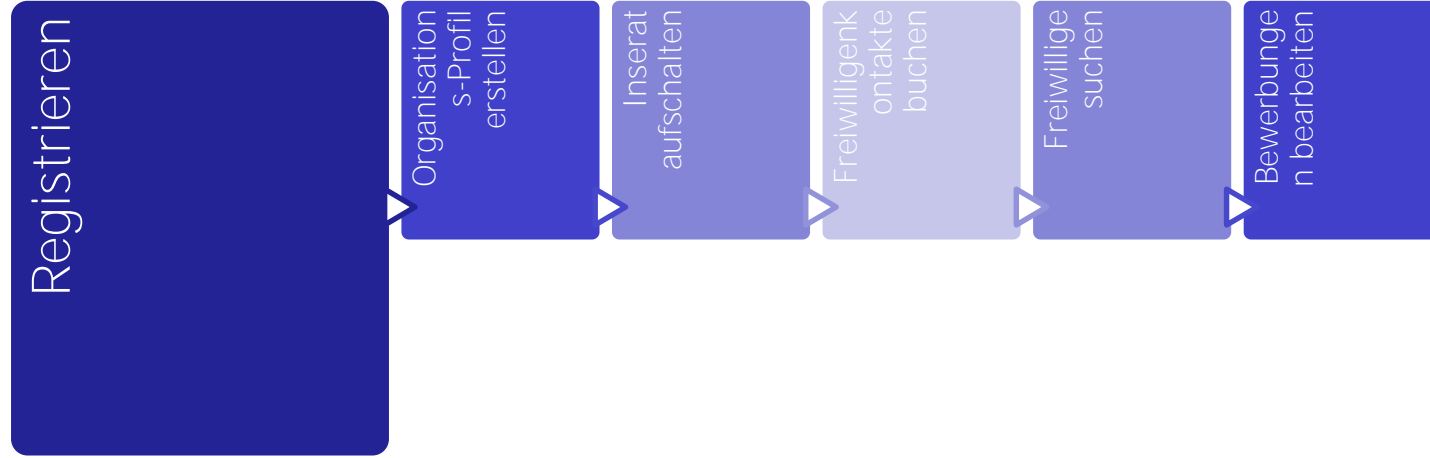 Registrieren
Organisation
s-Profil
erstellen
Inserat
aufschalten
Freiwilligenk
ontakte
buchen
Freiwillige
suchen
Bewerbunge
n bearbeiten